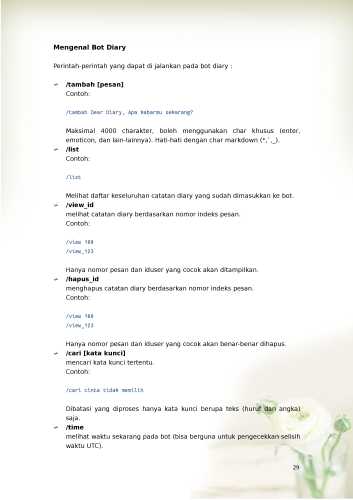 Mengenal Bot Diary
Perintah-perintah yang dapat di jalankan pada bot diary :
/tambah [pesan]
Contoh:
/tambah Dear Diary, Apa kabarmu sekarang?
Maksimal 4000 charakter, boleh menggunakan char khusus (enter,
emoticon, dan lain-lainnya). Hati-hati dengan char markdown (*,`,_).
/list
Contoh:
/list
Melihat daftar keseluruhan catatan diary yang sudah dimasukkan ke bot.
/view_id
melihat catatan diary berdasarkan nomor indeks pesan.
Contoh:
/view 789
/view_123
Hanya nomor pesan dan iduser yang cocok akan ditampilkan.
/hapus_id
menghapus catatan diary berdasarkan nomor indeks pesan.
Contoh:
/view 789
/view_123
Hanya nomor pesan dan iduser yang cocok akan benar-benar dihapus.
/cari [kata kunci]
mencari kata kunci tertentu.
Contoh:
/cari cinta tidak memilih
Dibatasi yang diproses hanya kata kunci berupa teks (huruf dan angka)
saja.
/time
melihat waktu sekarang pada bot (bisa berguna untuk pengecekkan selisih
waktu UTC).
29